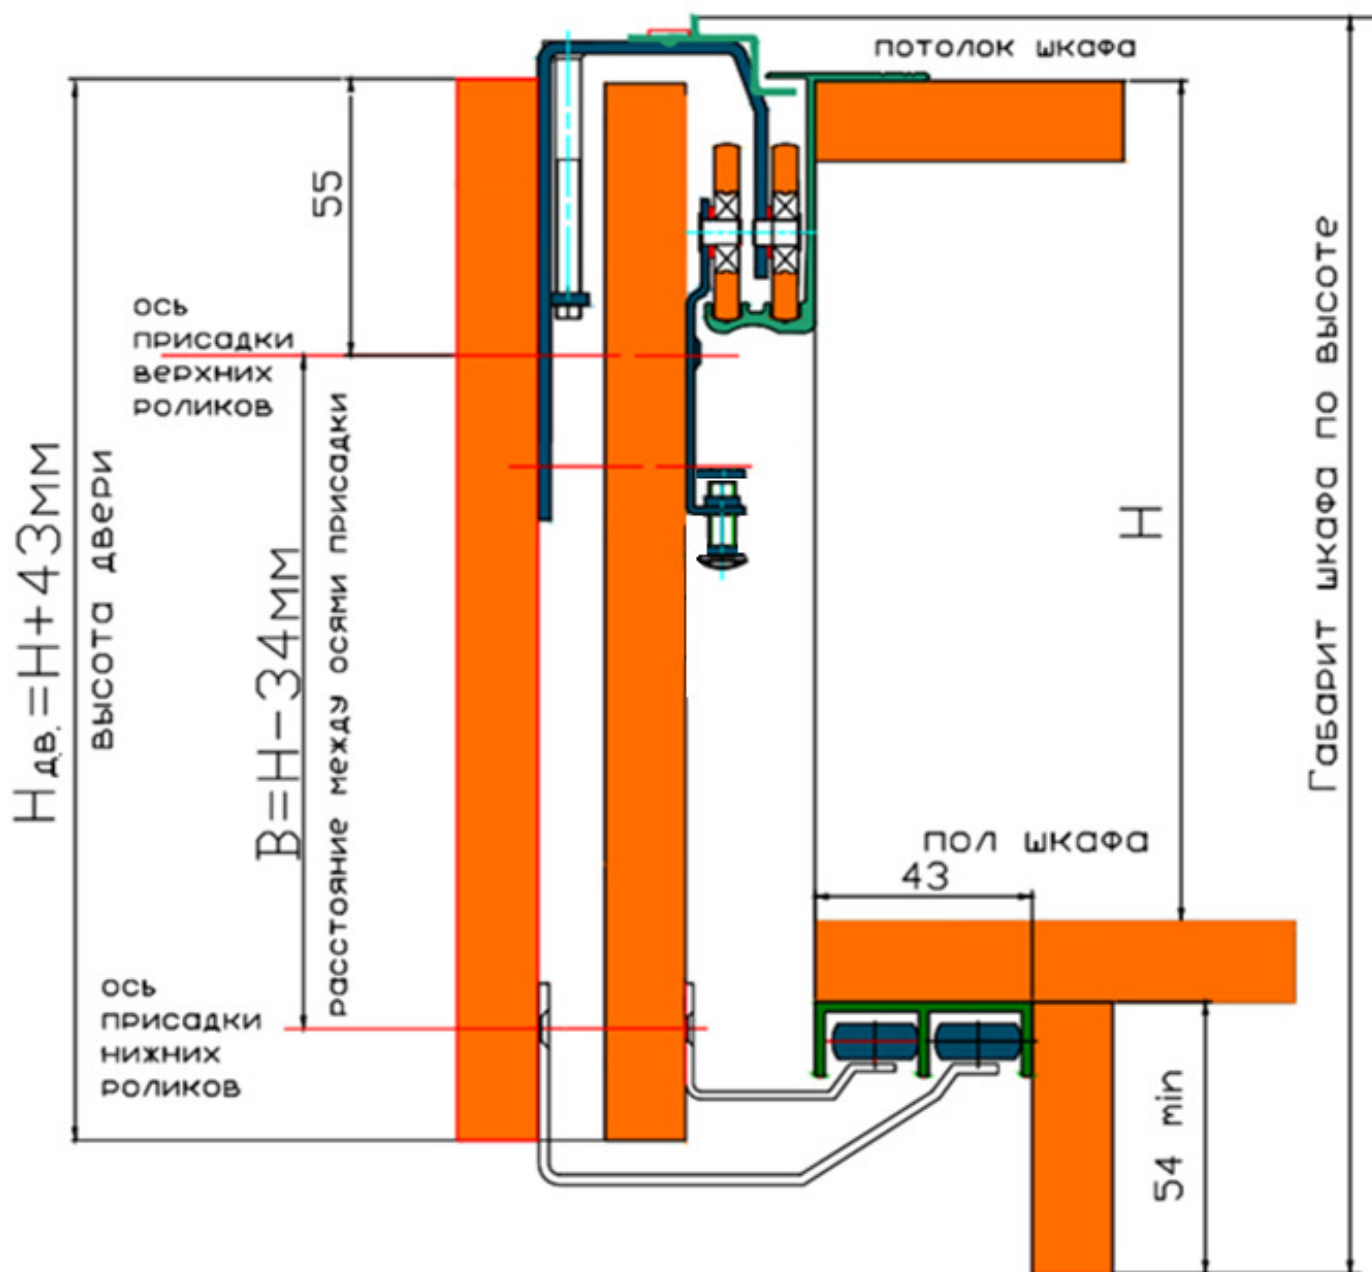 потолок шкафа
55
ось
присадки
верхних
роликов
Hдв.=H+43мм
высота двери
B=H-34мм
расстояние между осями присадки
H
Габарит шкафа по высоте
пол шкафа
43
ось
присадки
нижних
роликов
54 min